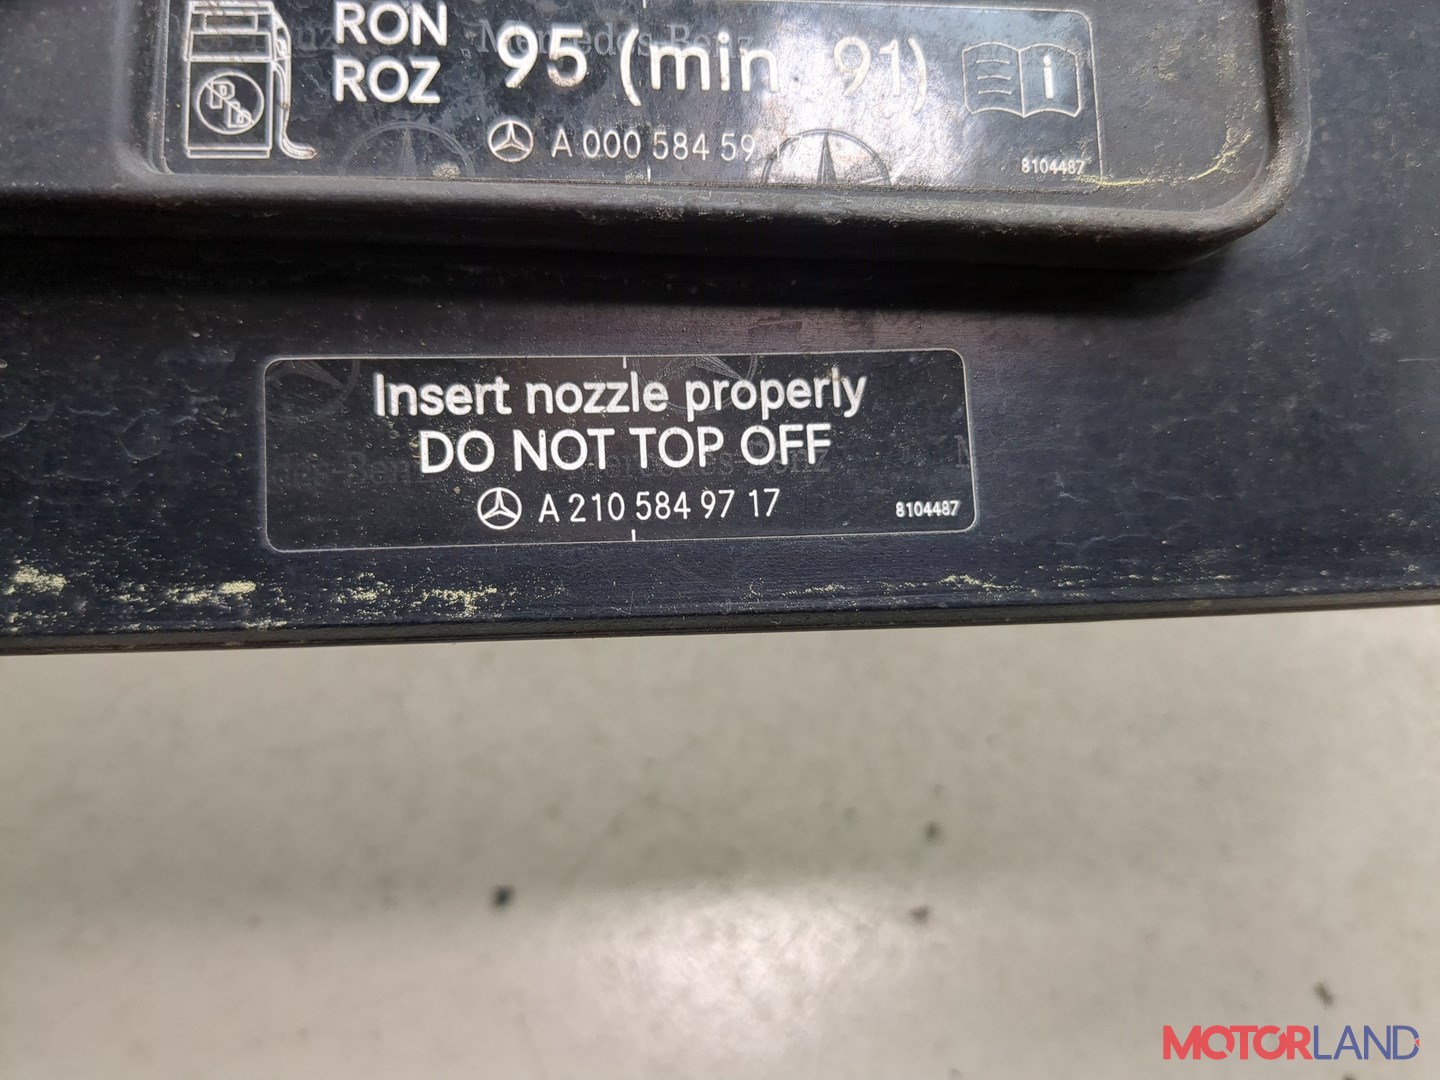 RON
ROZ
95 (min 91)
A 000 584 59
8104487
Insert nozzle properly
DO NOT TOP OFF
A 210 584 97 17
8104487
MOTORLAND